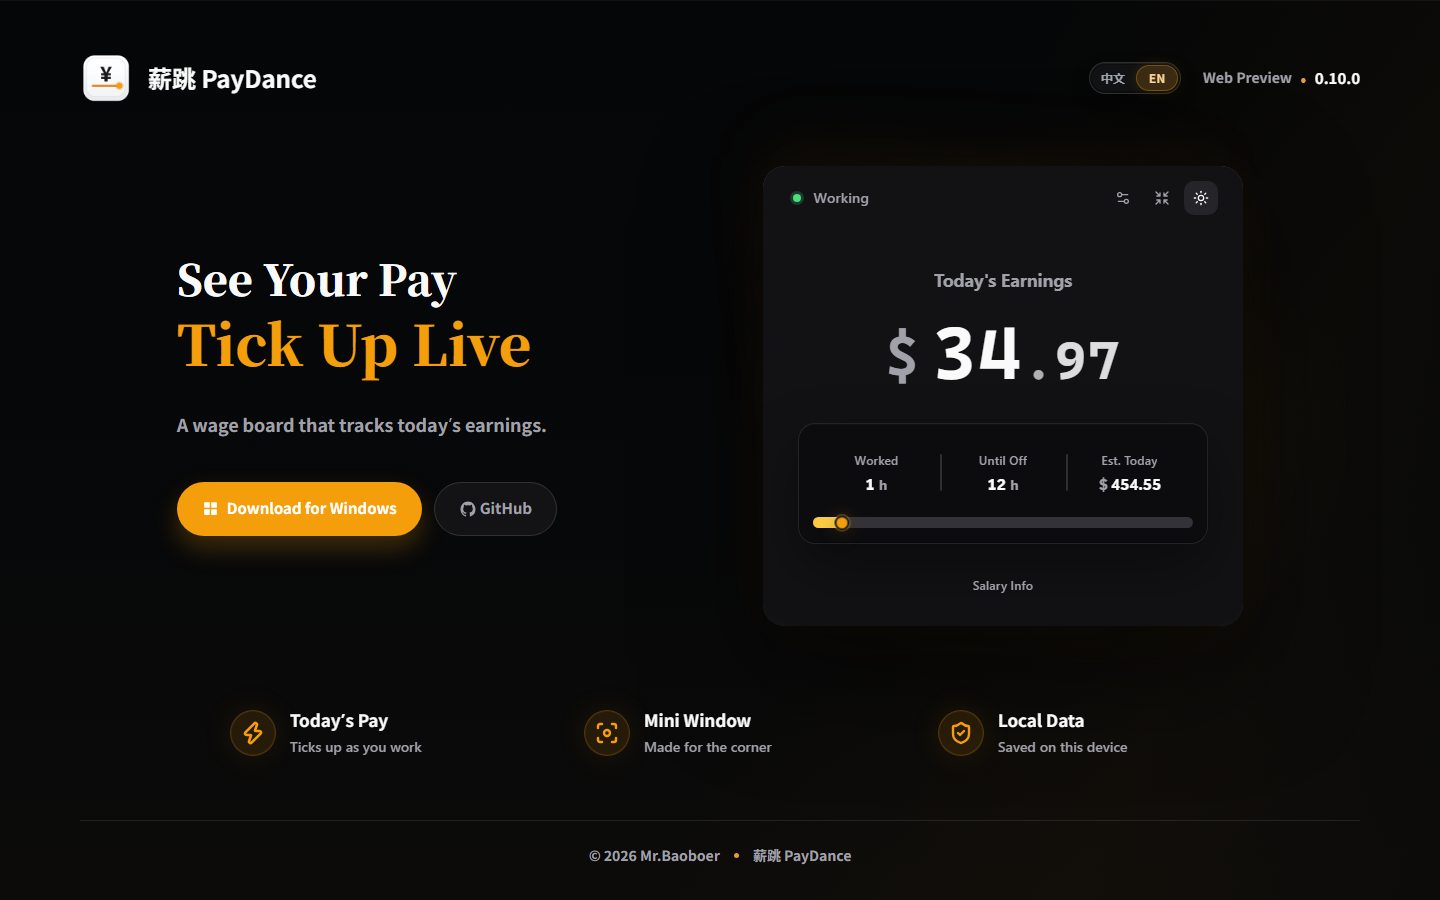 ¥
薪跳 PayDance
中文 EN
Web Preview • 0.10.0
See Your Pay
Tick Up Live
A wage board that tracks today's earnings.
Download for Windows
GitHub
Working
Today's Earnings
$ 34.97
Worked
1 h
Until Off
12 h
Est. Today
$ 454.55
Salary Info
Today's Pay
Ticks up as you work
Mini Window
Made for the corner
Local Data
Saved on this device
© 2026 Mr.Baoboer • 薪跳 PayDance